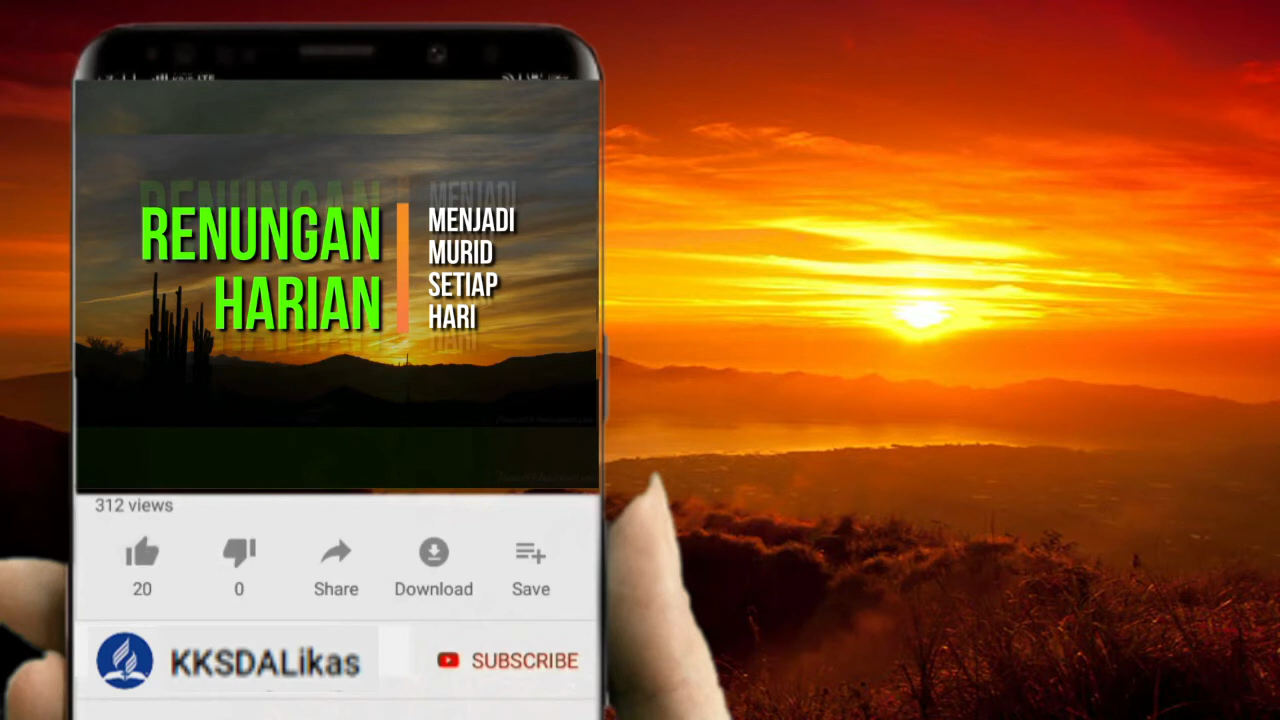 RENUNGAN
HARIAN
MENJADI
MURID
SETIAP
HARI
312 views
20
0
Share
Download
Save
KKSDALikas
SUBSCRIBE